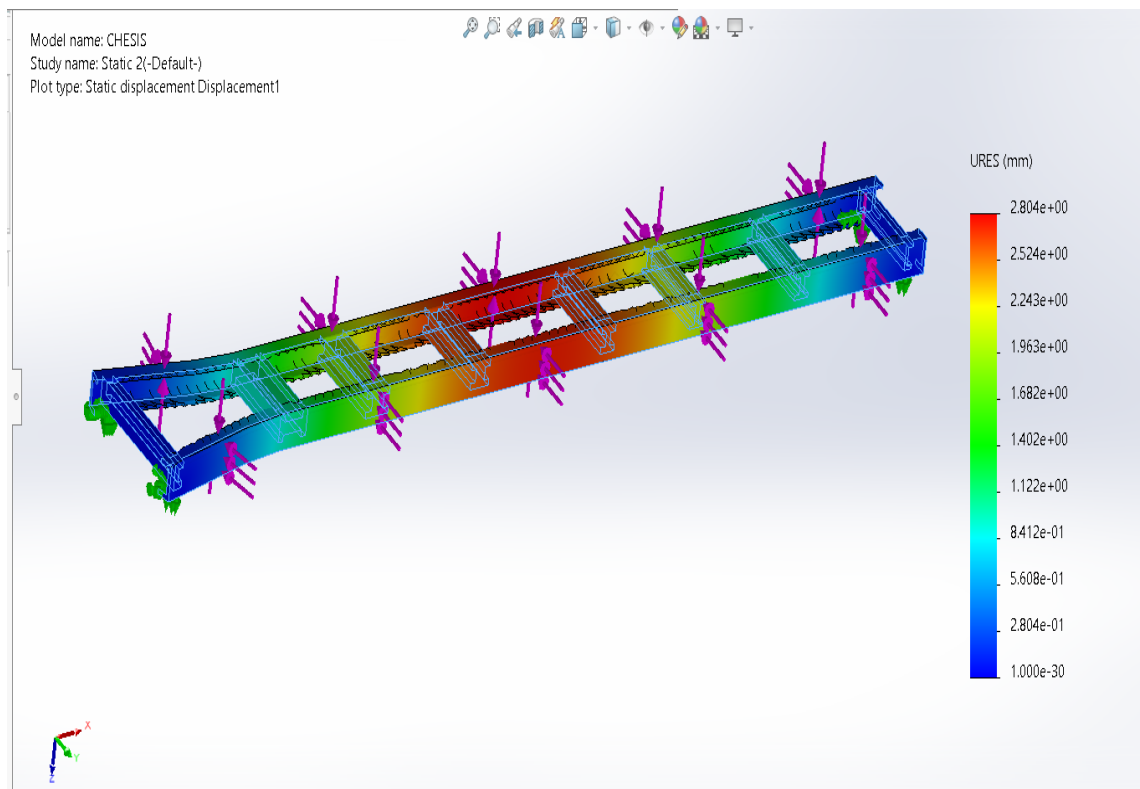 Model name: CHESIS
Study name: Static 2(-Default-)
Plot type: Static displacement Displacement1
URES (mm)
2.804e+00
2.524e+00
2.243e+00
1.963e+00
1.682e+00
1.402e+00
1.122e+00
8.412e-01
5.608e-01
2.804e-01
1.000e-30
X
Y
Z